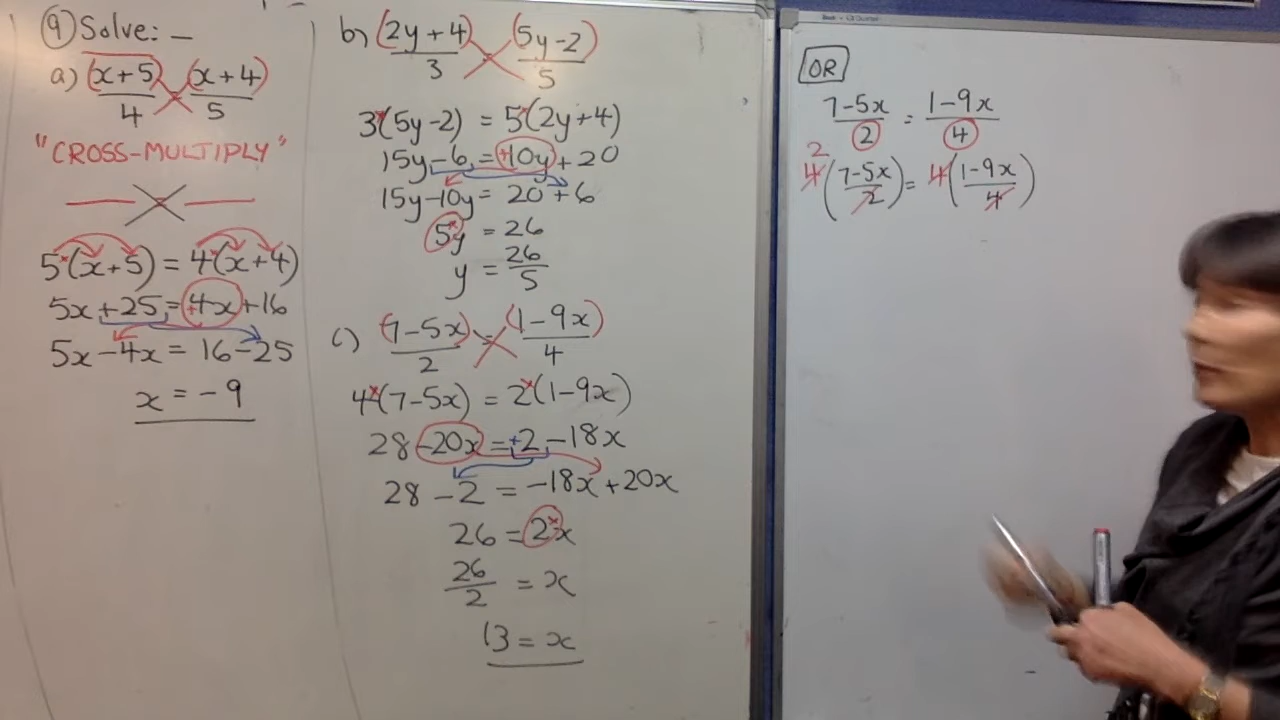 9 Solve: —
a) (x+5)/4 = (x+4)/5
"CROSS-MULTIPLY"
5(x+5) = 4(x+4)
5x+25 = +4x+16
5x-4x = 16-25
x = -9
b) (2y+4)/3 = (5y-2)/5
3(5y-2) = 5(2y+4)
15y-6 = +10y+20
15y-10y = 20+6
5y = 26
y = 26/5
c) (7-5x)/2 = (1-9x)/4
4(7-5x) = 2(1-9x)
28-20x = +2-18x
28-2 = -18x+20x
26 = 2x
26/2 = x
13 = x
OR
7-5x/2 = 1-9x/4
2
4(7-5x/2) = 4(1-9x/4)